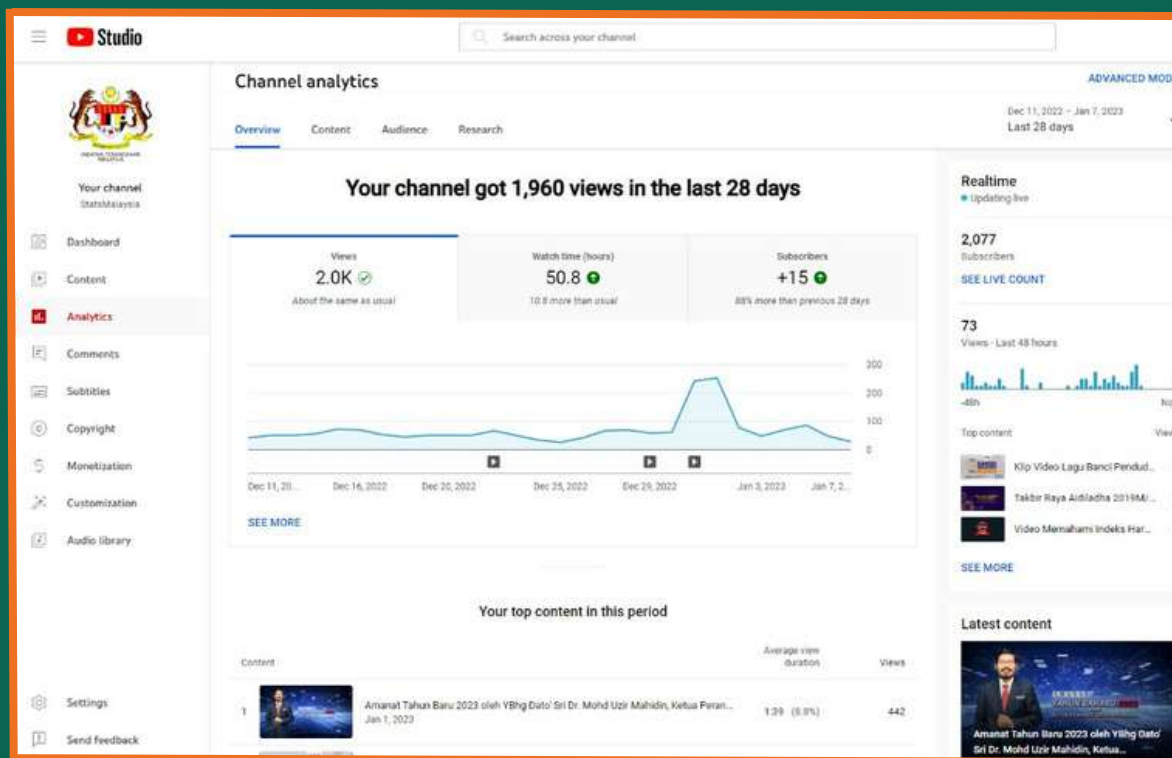 Studio
Search across your channel
Channel analytics
ADVANCED MOD
Dec 11, 2022 – Jan 7, 2023
Last 28 days
Overview
Content
Audience
Research
Your channel
StatsMalaysia
Dashboard
Content
Analytics
Comments
Subtitles
Copyright
Monetization
Customization
Audio library
Settings
Send feedback
Your channel got 1,960 views in the last 28 days
Views
2.0K
About the same as usual
Watch time (hours)
50.8
10.8 more than usual
Subscribers
+15
88% more than previous 28 days
300
200
100
0
Dec 11, 20...
Dec 16, 2022
Dec 20, 2022
Dec 25, 2022
Dec 29, 2022
Jan 3, 2023
Jan 7, 2...
SEE MORE
Your top content in this period
Content
Average view
duration
Views
1
Amanat Tahun Baru 2023 oleh YBhg Dato' Sri Dr. Mohd Uzir Mahidin, Ketua Peran...
Jan 1, 2023
1:39
442
Realtime
Updating live
2,077
Subscribers
SEE LIVE COUNT
73
Views · Last 48 hours
-48h
No
Top content
View
Klip Video Lagu Banci Pendud...
Takbir Raya Aidiladha 2019M/...
Video Memahami Indeks Har...
SEE MORE
Latest content
Amanat Tahun Baru 2023 oleh YBhg Dato'
Sri Dr. Mohd Uzir Mahidin, Ketua...